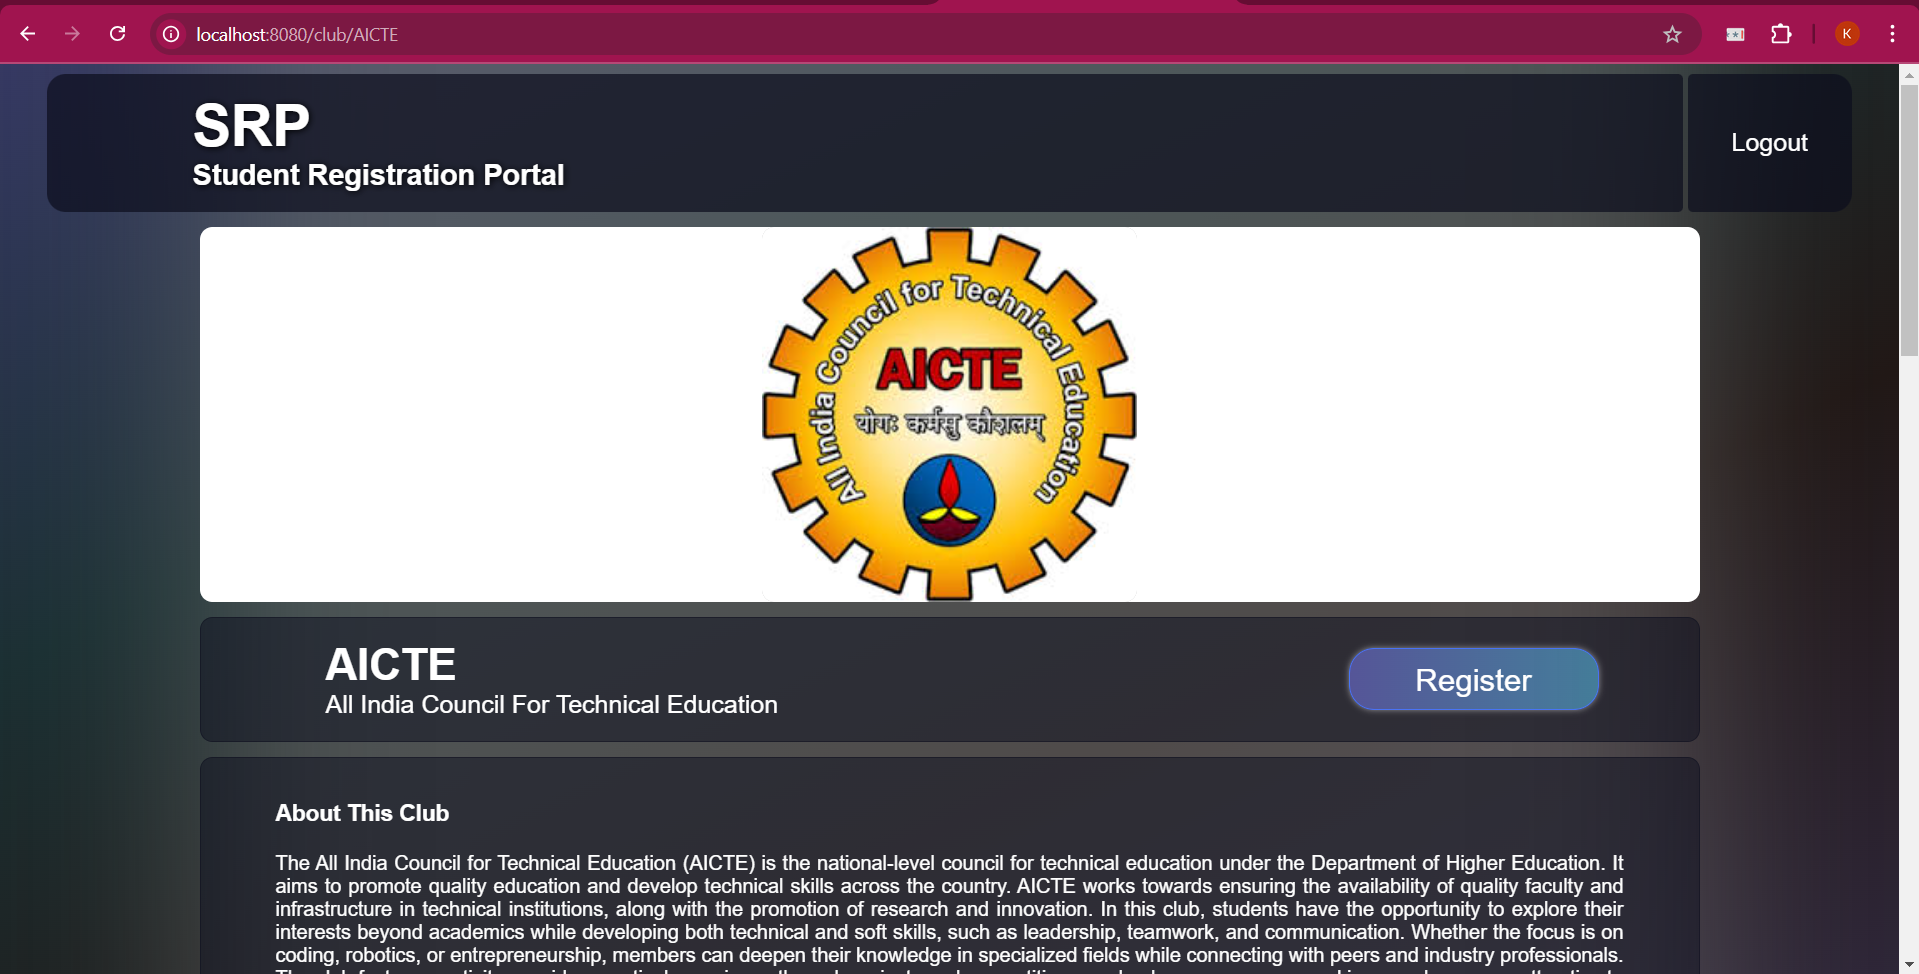 localhost:8080/club/AICTE
K
SRP
Student Registration Portal
Logout
All India Council for Technical Education
AICTE
योगः कर्मसु कौशलम्
AICTE
All India Council For Technical Education
Register
About This Club
The All India Council for Technical Education (AICTE) is the national-level council for technical education under the Department of Higher Education. It
aims to promote quality education and develop technical skills across the country. AICTE works towards ensuring the availability of quality faculty and
infrastructure in technical institutions, along with the promotion of research and innovation. In this club, students have the opportunity to explore their
interests beyond academics while developing both technical and soft skills, such as leadership, teamwork, and communication. Whether the focus is on
coding, robotics, or entrepreneurship, members can deepen their knowledge in specialized fields while connecting with peers and industry professionals.